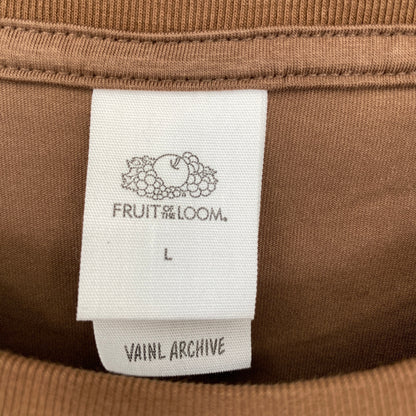 FRUIT OF THE LOOM®
L
VAINL ARCHIVE